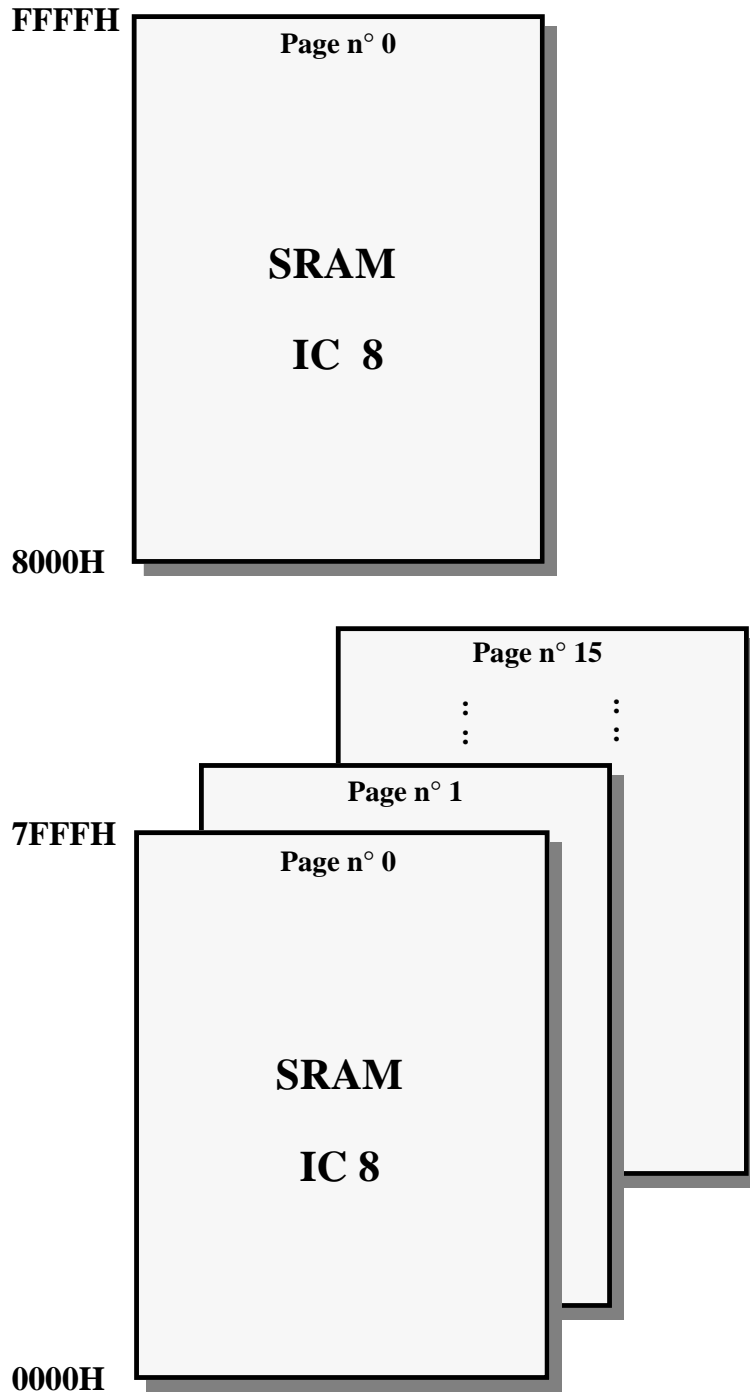 FFFFH
Page n° 0
SRAM
IC 8
8000H
Page n° 15
: :
: :
Page n° 1
7FFFH
Page n° 0
SRAM
IC 8
0000H